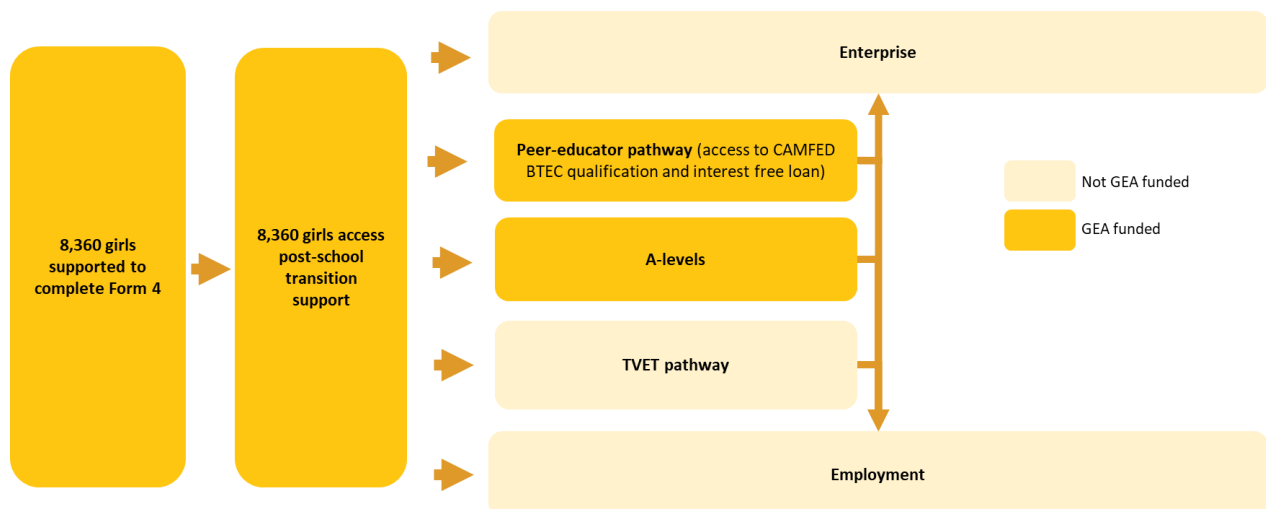 8,360 girls
supported to
complete Form 4
8,360 girls access
post-school
transition
support
Enterprise
Peer-educator pathway (access to CAMFED
BTEC qualification and interest free loan)
A-levels
TVET pathway
Employment
Not GEA funded
GEA funded